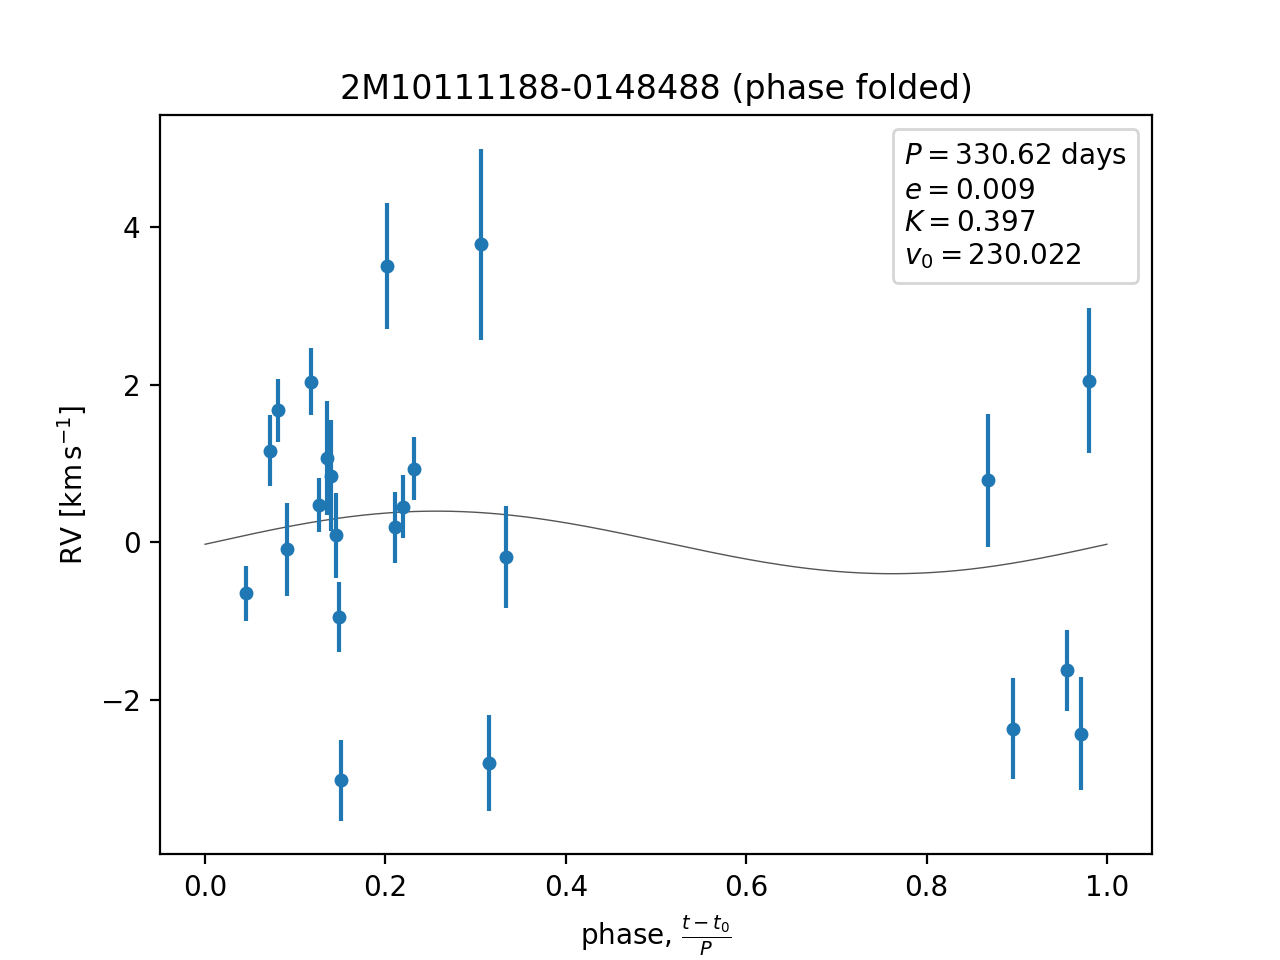 2M10111188-0148488 (phase folded)
P = 330.62 days
e = 0.009
K = 0.397
v₀ = 230.022
RV [km s⁻¹]
4
2
0
−2
0.0 0.2 0.4 0.6 0.8 1.0
phase, (t − t₀)/P